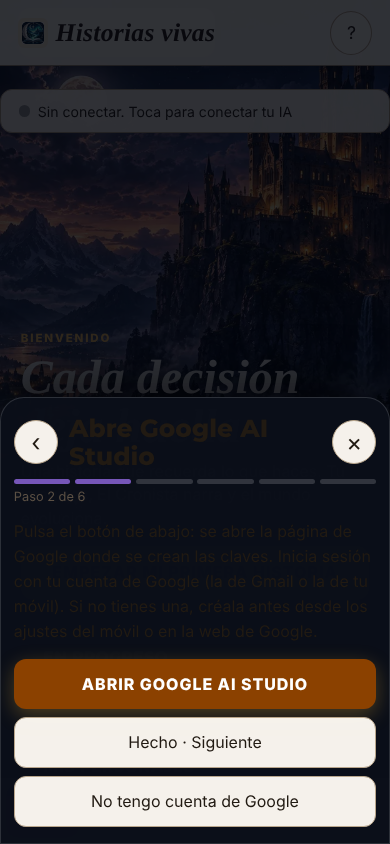 Historias vivas
?
Sin conectar. Toca para conectar tu IA
BIENVENIDO
Cada decisión
‹
Abre Google AI
Studio
×
Paso 2 de 6
Pulsa el botón de abajo: se abre la página de
Google donde se crean las claves. Inicia sesión
con tu cuenta de Google (la de Gmail o la de tu
móvil). Si no tienes una, créala antes desde los
ajustes del móvil o en la web de Google.
ABRIR GOOGLE AI STUDIO
Hecho · Siguiente
No tengo cuenta de Google